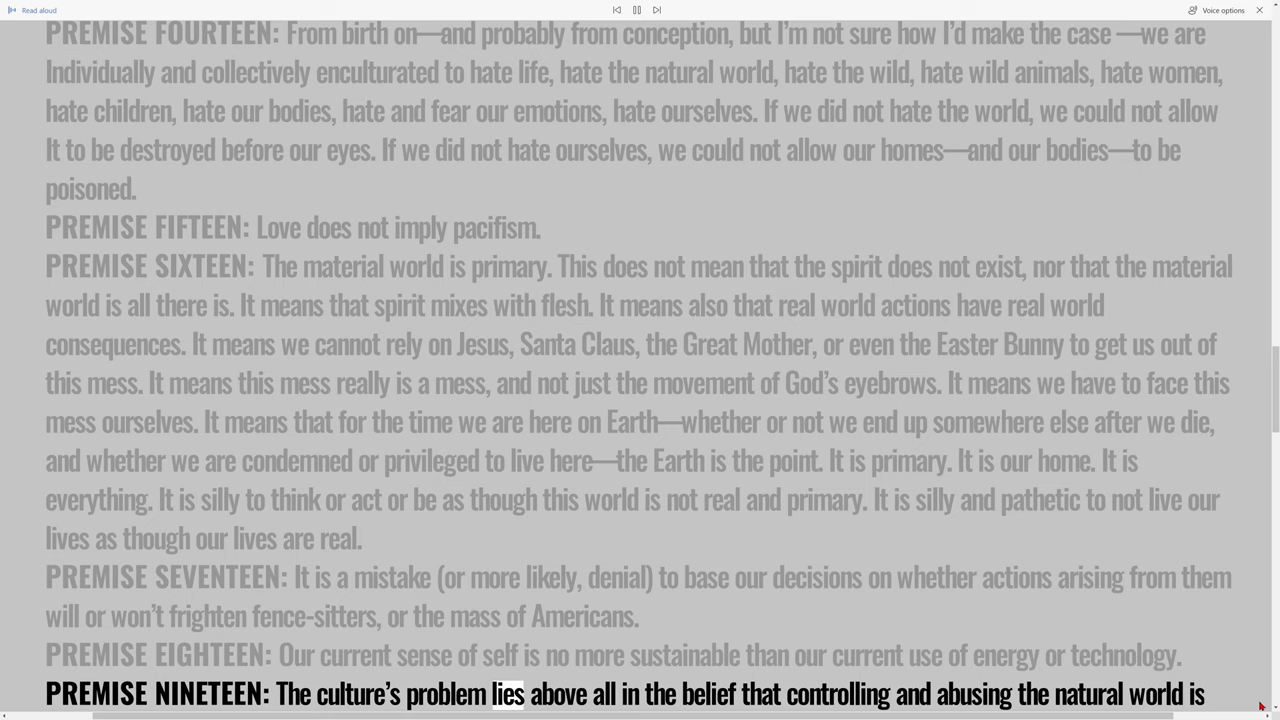 Read aloud
Voice options
PREMISE FOURTEEN: From birth on—and probably from conception, but I'm not sure how I'd make the case —we are
Individually and collectively enculturated to hate life, hate the natural world, hate the wild, hate wild animals, hate women,
hate children, hate our bodies, hate and fear our emotions, hate ourselves. If we did not hate the world, we could not allow
It to be destroyed before our eyes. If we did not hate ourselves, we could not allow our homes—and our bodies—to be
poisoned.
PREMISE FIFTEEN: Love does not imply pacifism.
PREMISE SIXTEEN: The material world is primary. This does not mean that the spirit does not exist, nor that the material
world is all there is. It means that spirit mixes with flesh. It means also that real world actions have real world
consequences. It means we cannot rely on Jesus, Santa Claus, the Great Mother, or even the Easter Bunny to get us out of
this mess. It means this mess really is a mess, and not just the movement of God's eyebrows. It means we have to face this
mess ourselves. It means that for the time we are here on Earth—whether or not we end up somewhere else after we die,
and whether we are condemned or privileged to live here—the Earth is the point. It is primary. It is our home. It is
everything. It is silly to think or act or be as though this world is not real and primary. It is silly and pathetic to not live our
lives as though our lives are real.
PREMISE SEVENTEEN: It is a mistake (or more likely, denial) to base our decisions on whether actions arising from them
will or won't frighten fence-sitters, or the mass of Americans.
PREMISE EIGHTEEN: Our current sense of self is no more sustainable than our current use of energy or technology.
PREMISE NINETEEN: The culture's problem lies above all in the belief that controlling and abusing the natural world is